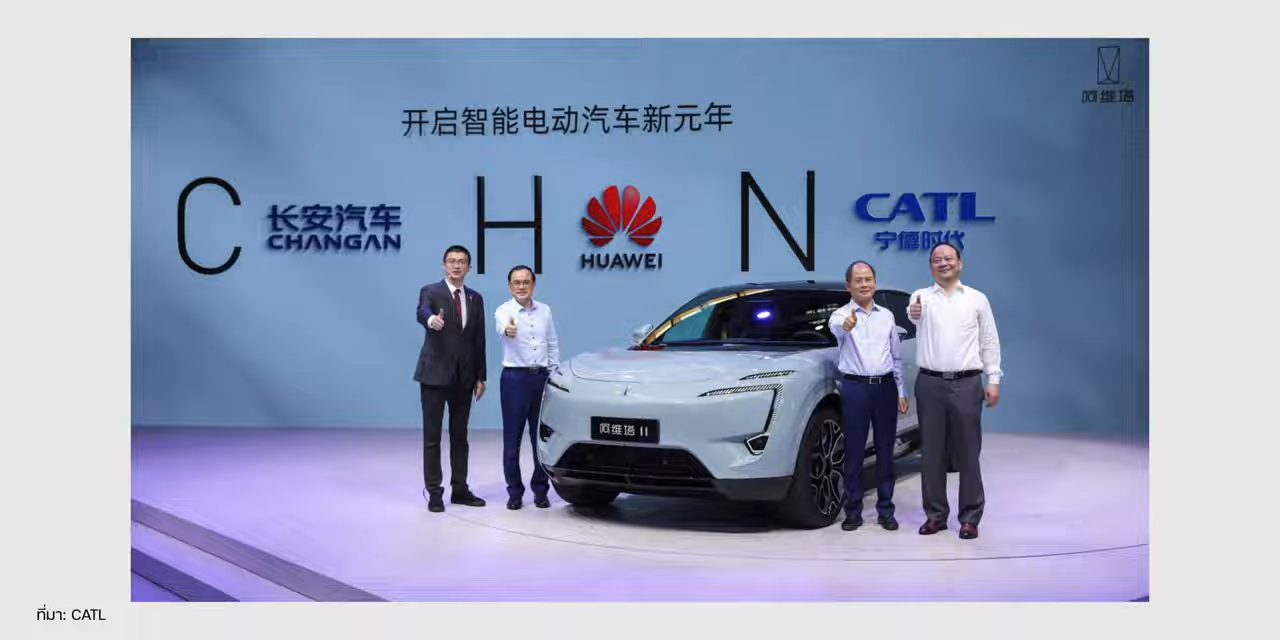 阿维塔
开启智能电动汽车新元年
C 长安汽车 H N CATL
CHANGAN HUAWEI 宁德时代
阿维塔 11
ที่มา: CATL